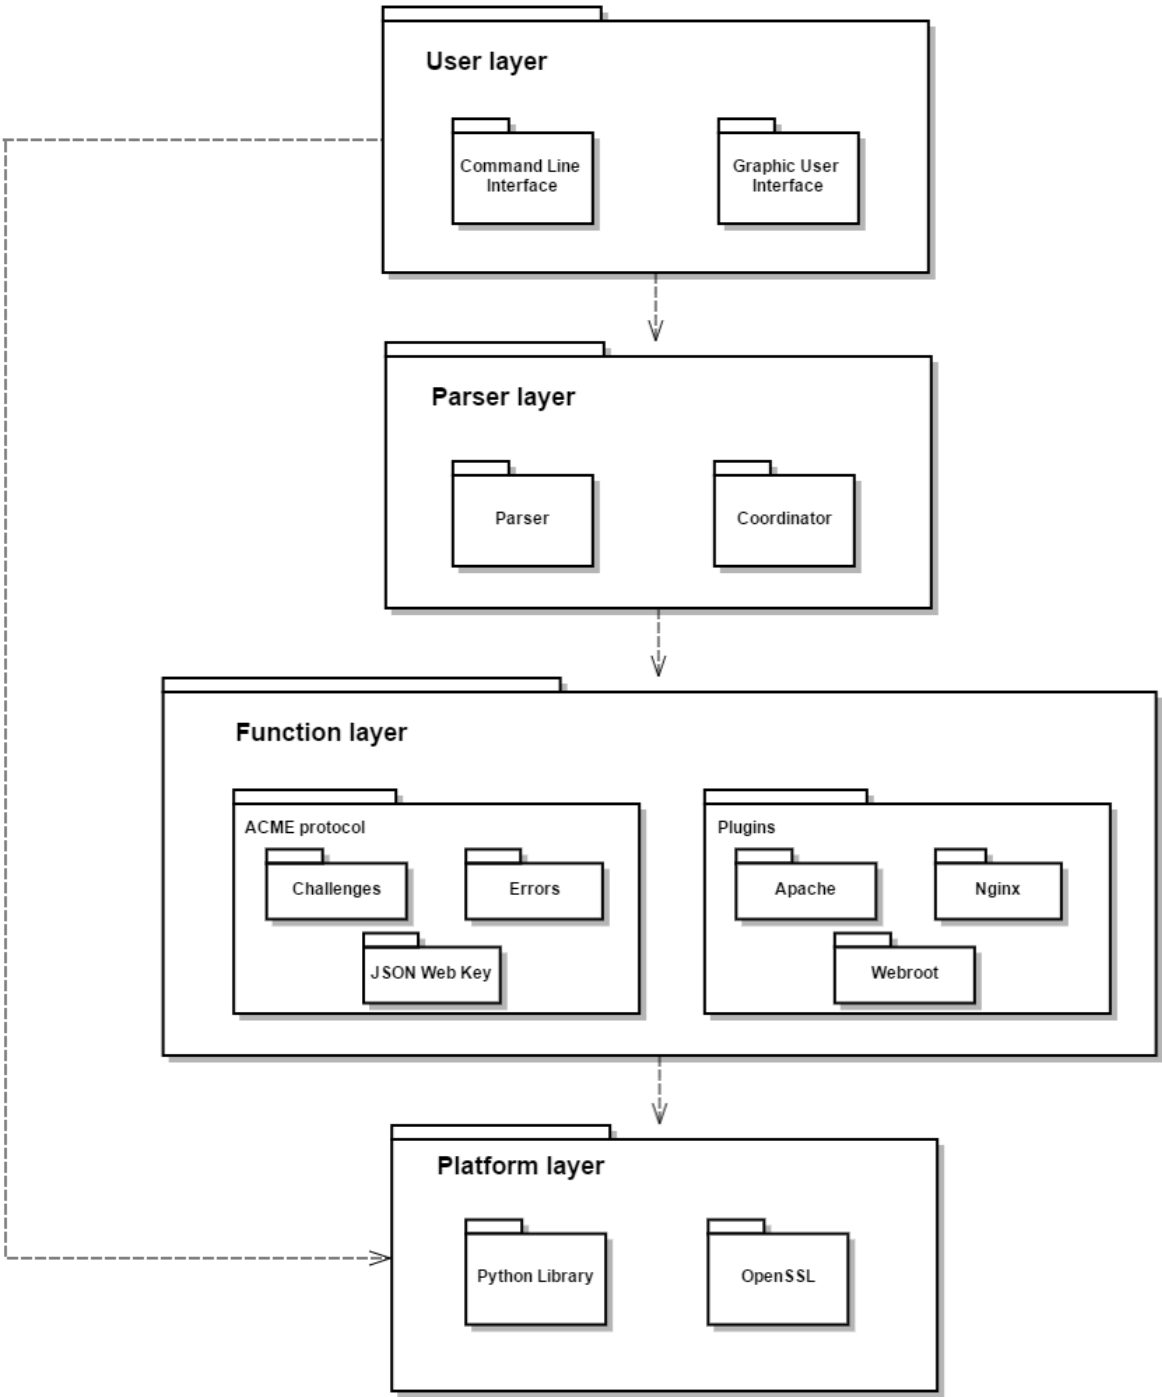 User layer
Command Line
Interface
Graphic User
Interface
Parser layer
Parser
Coordinator
Function layer
ACME protocol
Challenges
Errors
JSON Web Key
Plugins
Apache
Nginx
Webroot
Platform layer
Python Library
OpenSSL